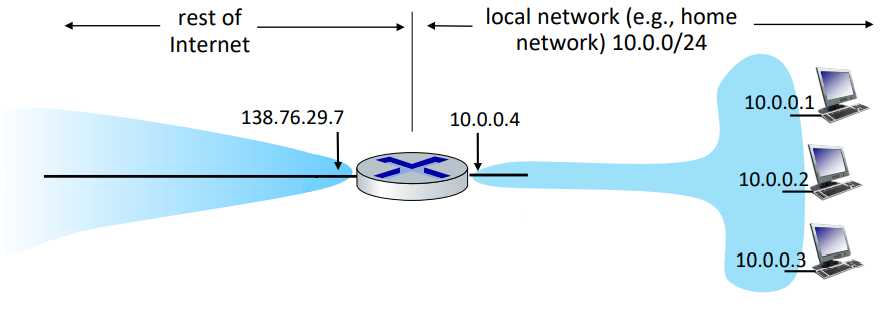 rest of
Internet
local network (e.g., home
network) 10.0.0/24
138.76.29.7
10.0.0.4
10.0.0.1
10.0.0.2
10.0.0.3